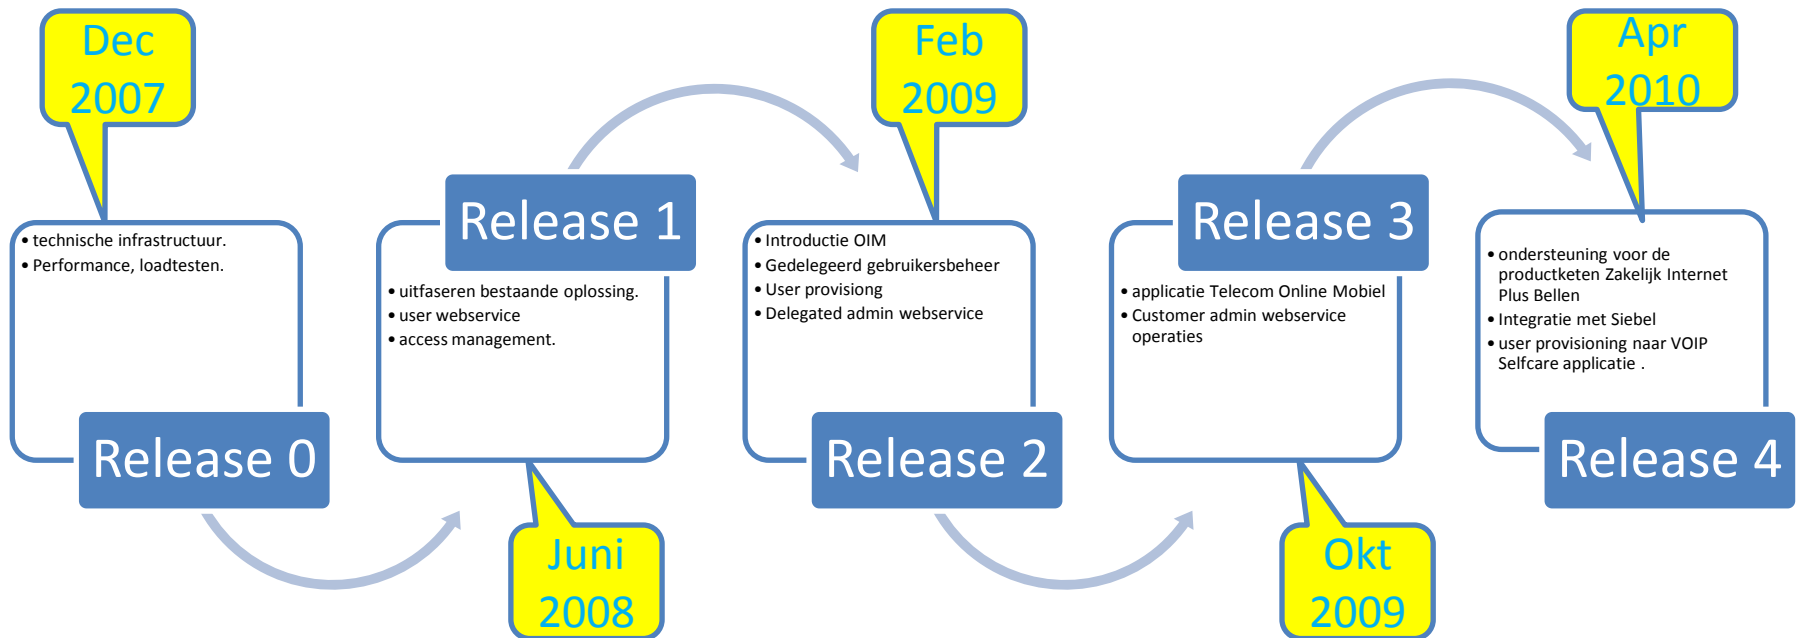 Dec
2007
• technische infrastructuur.
• Performance, loadtesten.
Release 0
Release 1
• uitfaseren bestaande oplossing.
• user webservice
• access management.
Juni
2008
Feb
2009
• Introductie OIM
• Gedelegeerd gebruikersbeheer
• User provisiong
• Delegated admin webservice
Release 2
Release 3
• applicatie Telecom Online Mobiel
• Customer admin webservice
operaties
Okt
2009
Apr
2010
• ondersteuning voor de
productketen Zakelijk Internet
Plus Bellen
• Integratie met Siebel
• user provisioning naar VOIP
Selfcare applicatie .
Release 4